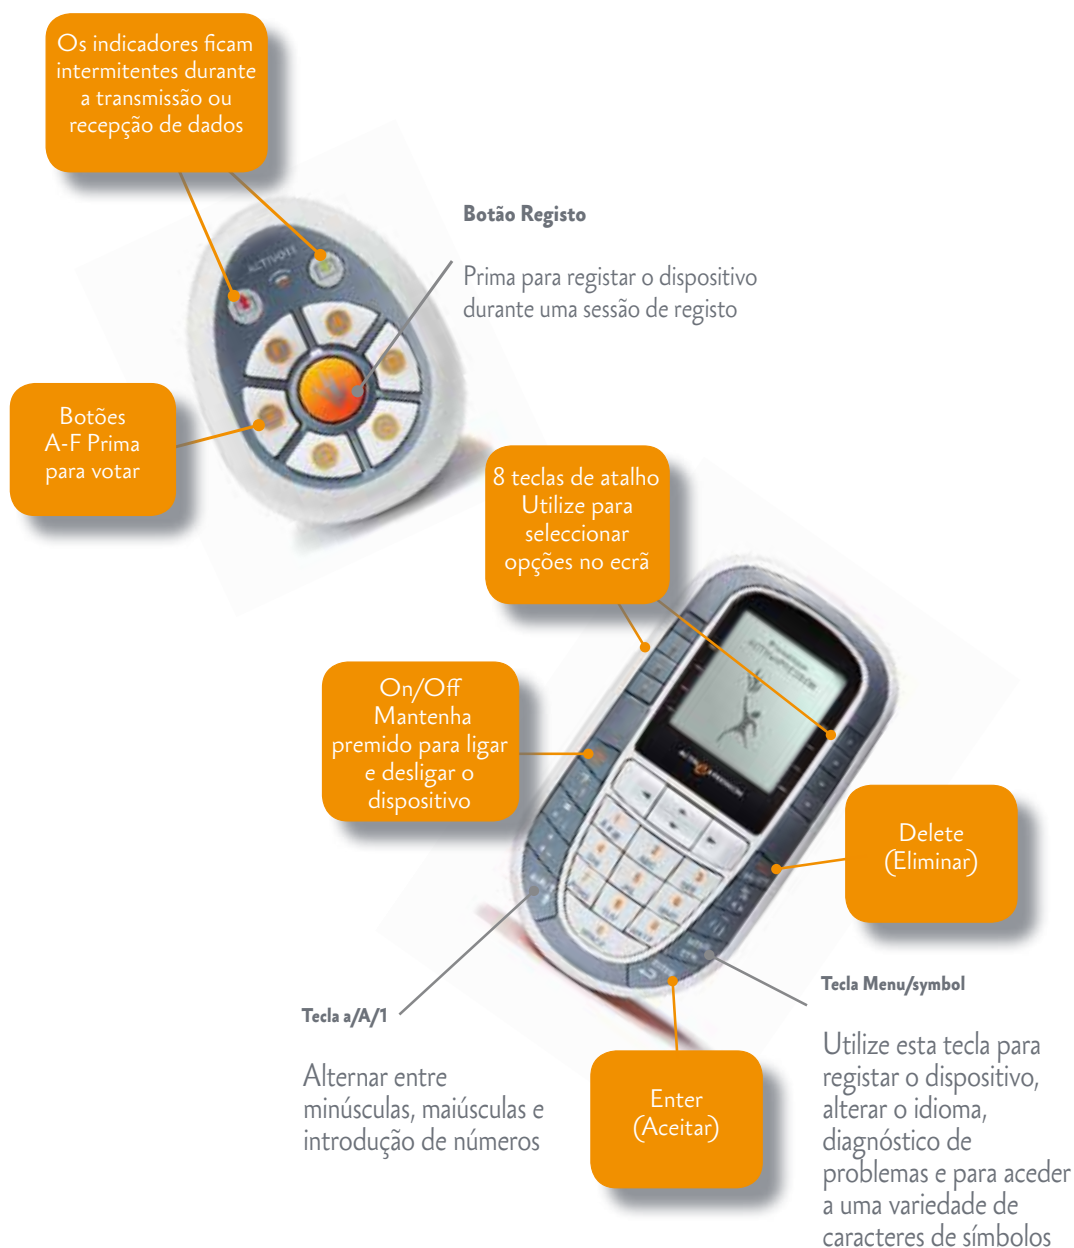 Os indicadores ficam
intermitentes durante
a transmissão ou
recepção de dados
Botão Registo
Prima para registar o dispositivo
durante uma sessão de registo
ACTIVOTE
Botões
A-F Prima
para votar
8 teclas de atalho
Utilize para
seleccionar
opções no ecrã
On/Off
Mantenha
premido para ligar
e desligar o
dispositivo
Delete
(Eliminar)
Tecla a/A/1
Alternar entre
minúsculas, maiúsculas e
introdução de números
Enter
(Aceitar)
Tecla Menu/symbol
Utilize esta tecla para
registar o dispositivo,
alterar o idioma,
diagnóstico de
problemas e para aceder
a uma variedade de
caracteres de símbolos